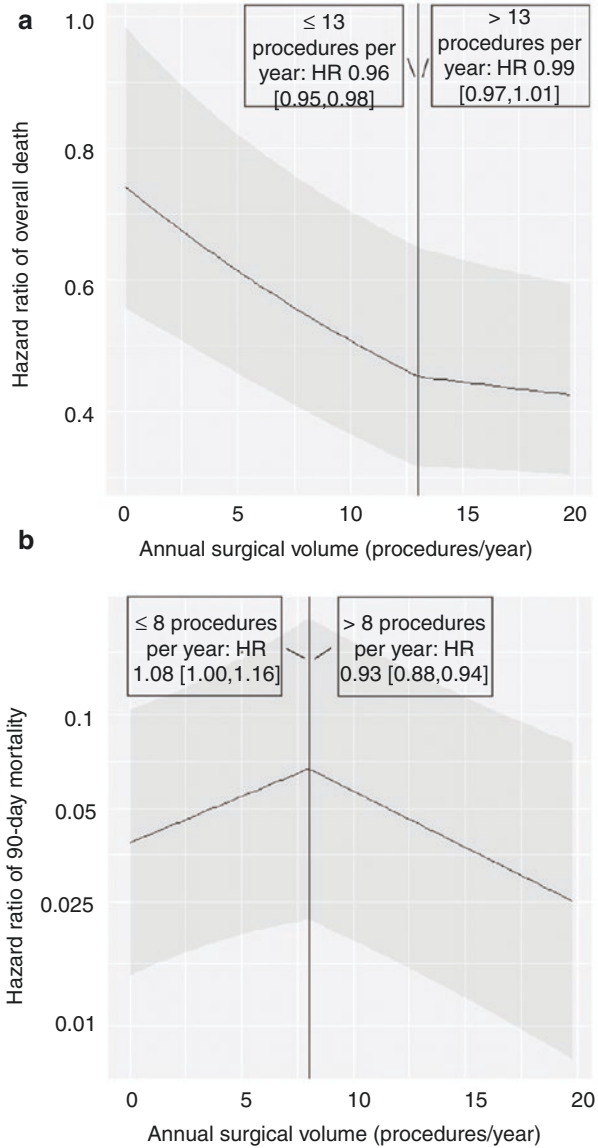 a
≤ 13
procedures per
year: HR 0.96
[0.95,0.98]
> 13
procedures per
year: HR 0.99
[0.97,1.01]
1.0
0.8
0.6
0.4
Hazard ratio of overall death
0 5 10 15 20
Annual surgical volume (procedures/year)
b
≤ 8 procedures
per year: HR
1.08 [1.00,1.16]
> 8 procedures
per year: HR
0.93 [0.88,0.94]
0.1
0.05
0.025
0.01
Hazard ratio of 90-day mortality
0 5 10 15 20
Annual surgical volume (procedures/year)